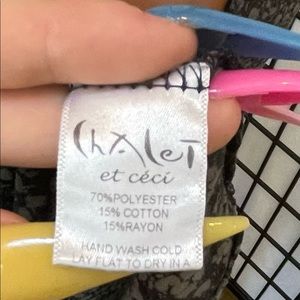 ChALET
et céci
70%POLYESTER
15% COTTON
15%RAYON
HAND WASH COLD
LAY FLAT TO DRY IN A